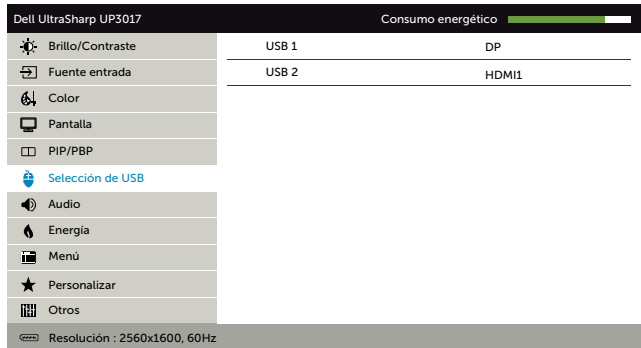 Dell UltraSharp UP3017 Consumo energético
Brillo/Contraste USB 1 DP
Fuente entrada USB 2 HDMI1
Color
Pantalla
PIP/PBP
Selección de USB
Audio
Energía
Menú
Personalizar
Otros
Resolución : 2560x1600, 60Hz